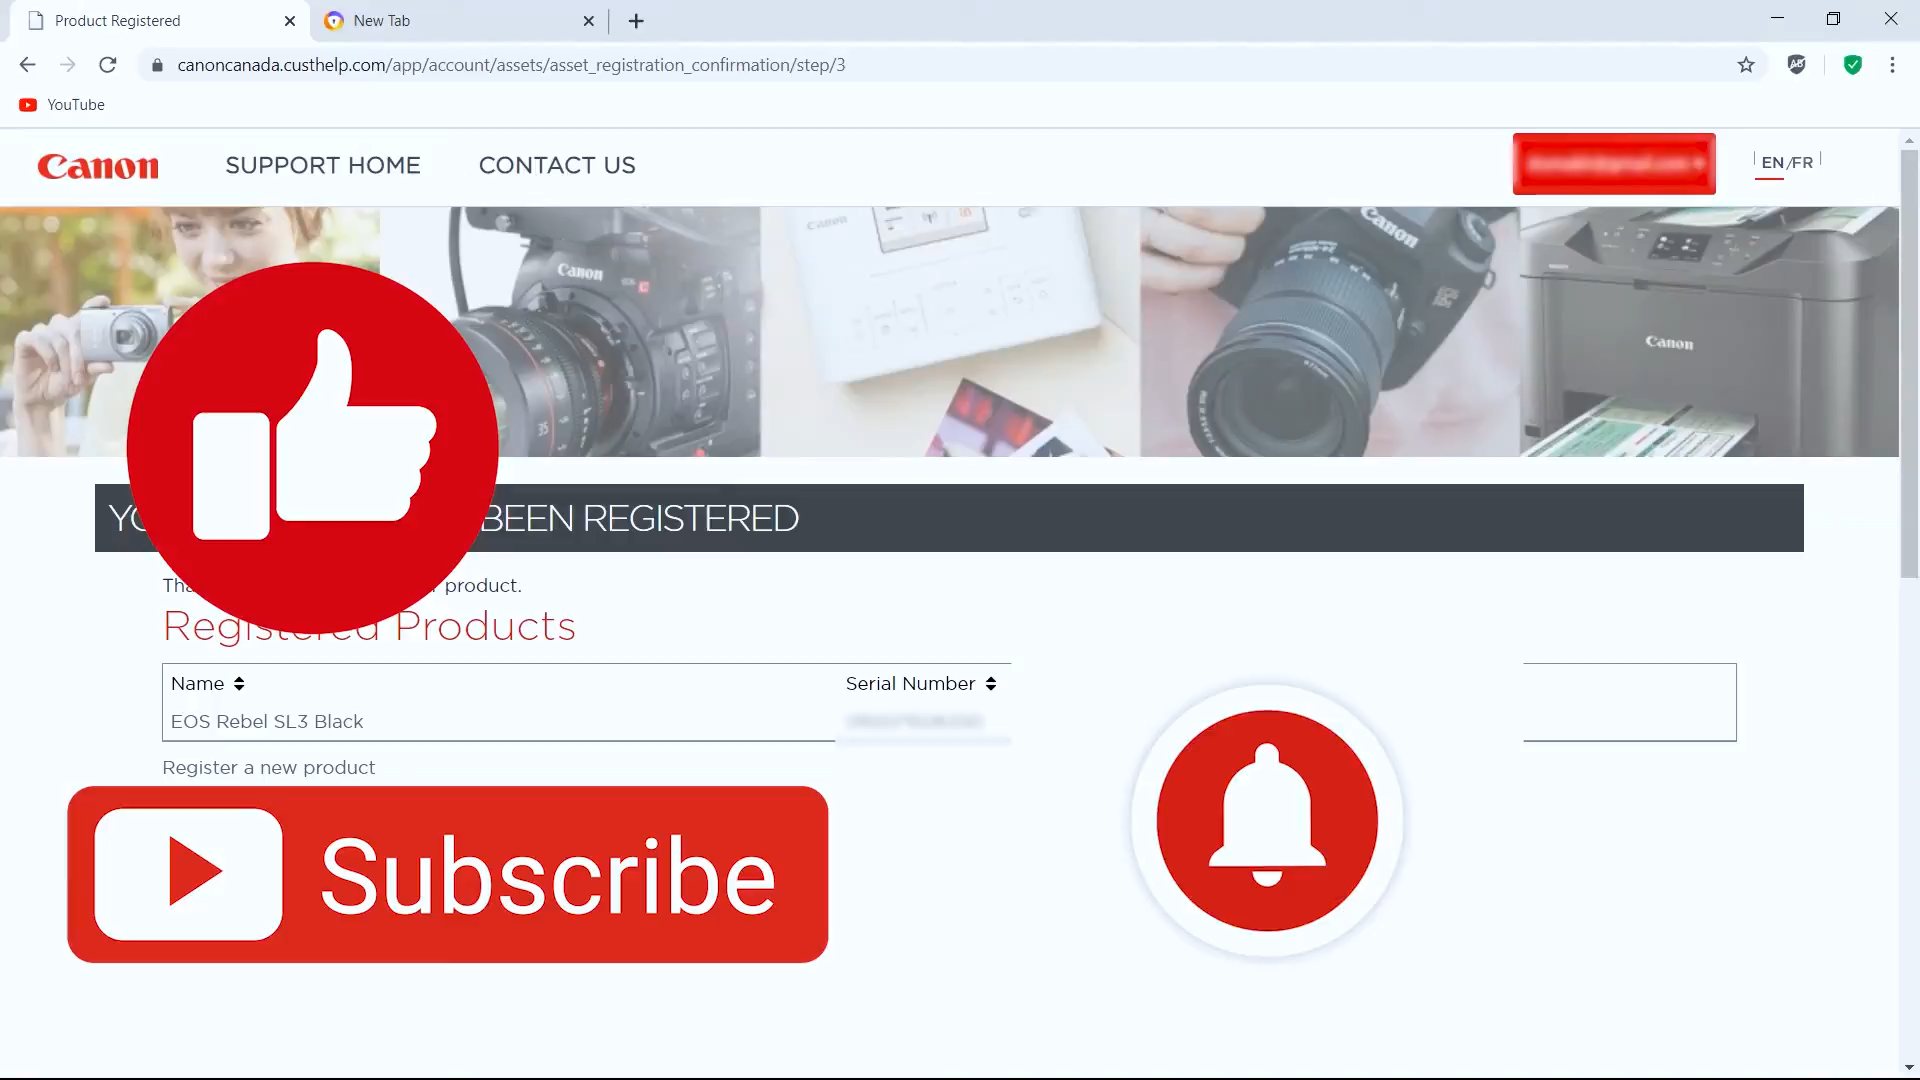 Product Registered
New Tab
canoncanada.custhelp.com/app/account/assets/asset_registration_confirmation/step/3
YouTube
Canon
SUPPORT HOME
CONTACT US
EN/FR
Canon
Canon
Canon
Canon
35
BEEN REGISTERED
product.
Registered Products
Name
Serial Number
EOS Rebel SL3 Black
Register a new product
Subscribe